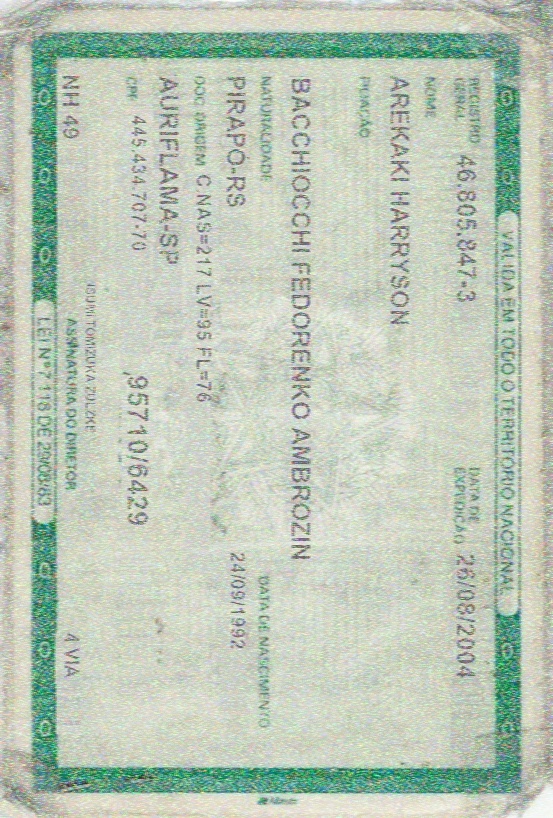 VÁLIDA EM TODO O TERRITÓRIO NACIONAL
REGISTRO GERAL 46.805.847-3 DATA DE EXPEDIÇÃO 26/08/2004
NOME
AREKAKI HARRYSON
FILIAÇÃO
BACCHIOCCHI FEDORENKO AMBROZIN
NATURALIDADE DATA DE NASCIMENTO
PIRAPÓ-RS 24/09/1992
DOC. ORIGEM C.NAS=217 LV=95 FL=76
AURIFLAMA-SP
CPF 445.434.707-70 ,95710/6429
ISUMI TOMIZUKA ZULZKE
NH 49 ASSINATURA DO DIRETOR 4 VIA
LEI Nº 7.116 DE 29/08/83